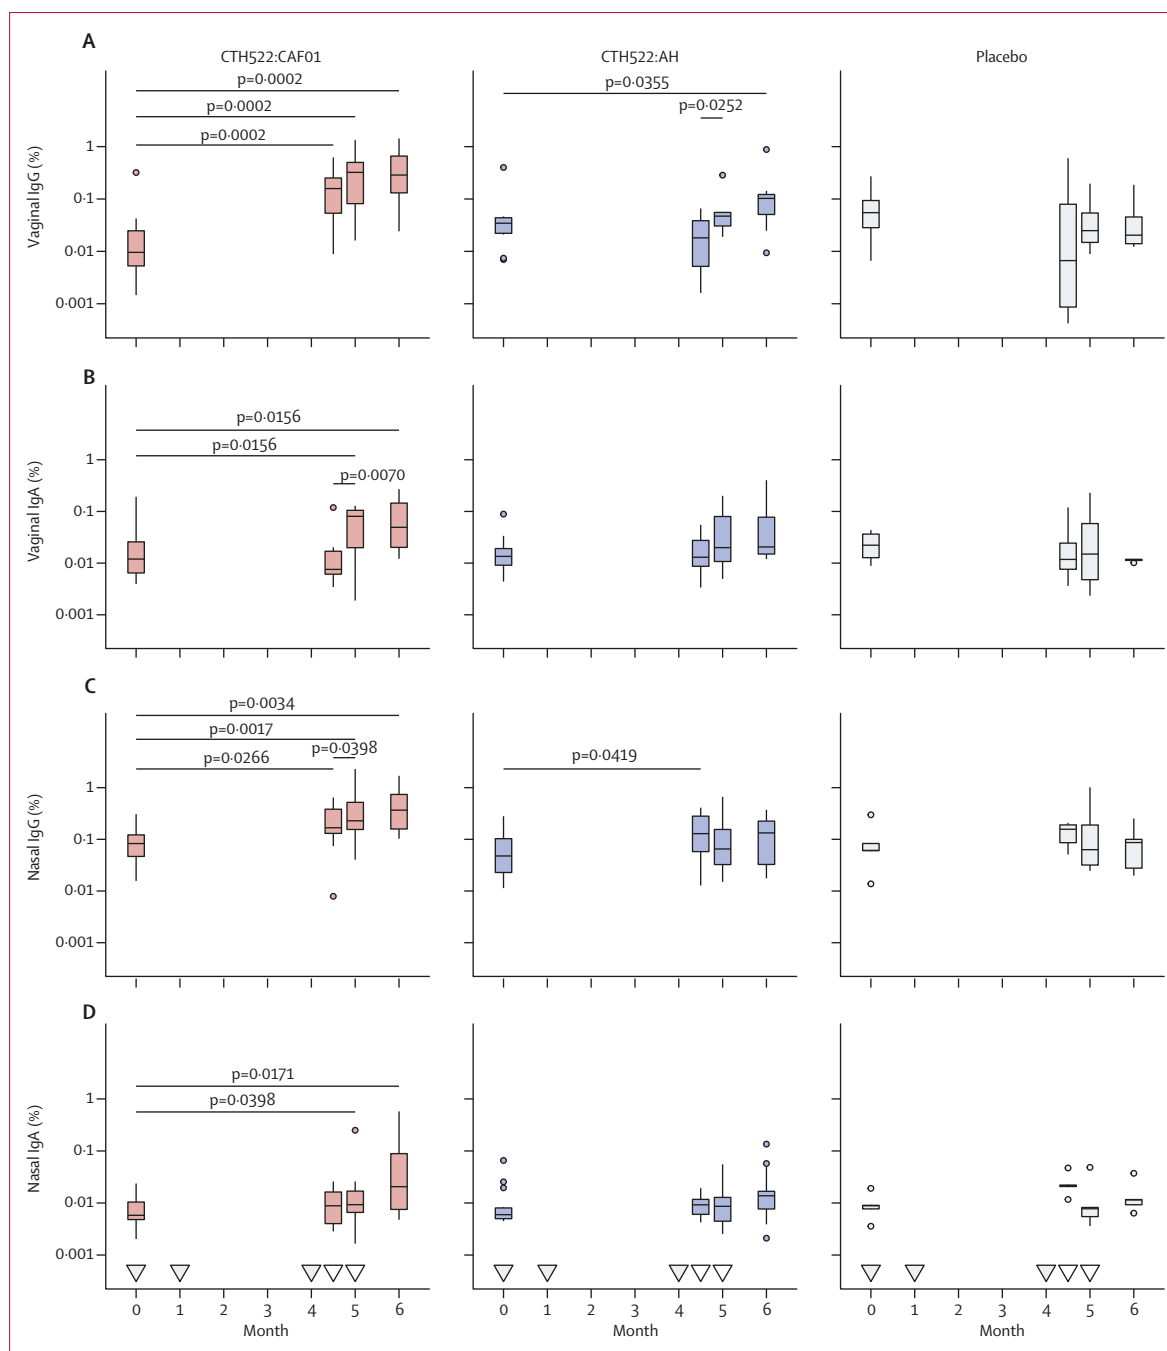 A
CTH522:CAF01 CTH522:AH Placebo
p=0·0002
p=0·0002
p=0·0002
p=0·0355
p=0·0252
Vaginal IgG (%)
1
0·1
0·01
0·001
B
p=0·0156
p=0·0156
p=0·0070
Vaginal IgA (%)
1
0·1
0·01
0·001
C
p=0·0034
p=0·0017
p=0·0398
p=0·0266
p=0·0419
Nasal IgG (%)
1
0·1
0·01
0·001
D
p=0·0171
p=0·0398
Nasal IgA (%)
1
0·1
0·01
0·001
0 1 2 3 4 5 6 0 1 2 3 4 5 6 0 1 2 3 4 5 6
Month Month Month